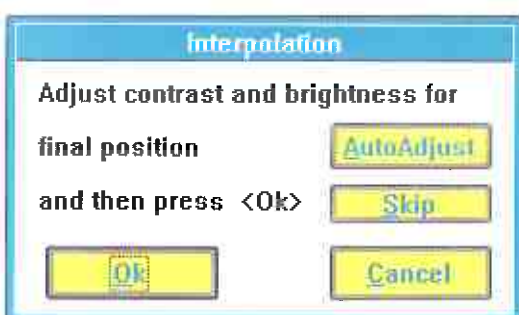 Interpolation
Adjust contrast and brightness for
final position
AutoAdjust
and then press <Ok>
Skip
Ok
Cancel